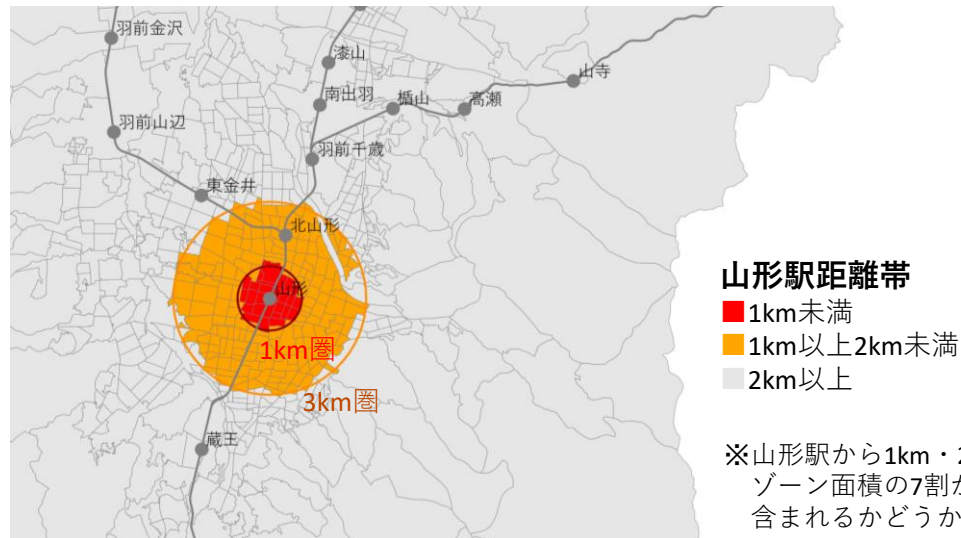 羽前金沢
漆山
山寺
南出羽
楯山
高瀬
羽前山辺
羽前千歳
東金井
北山形
山形
1km圏
3km圏
蔵王
山形駅距離帯
1km未満
1km以上2km未満
2km以上
※山形駅から1km・2
ゾーン面積の7割か
含まれるかどうか